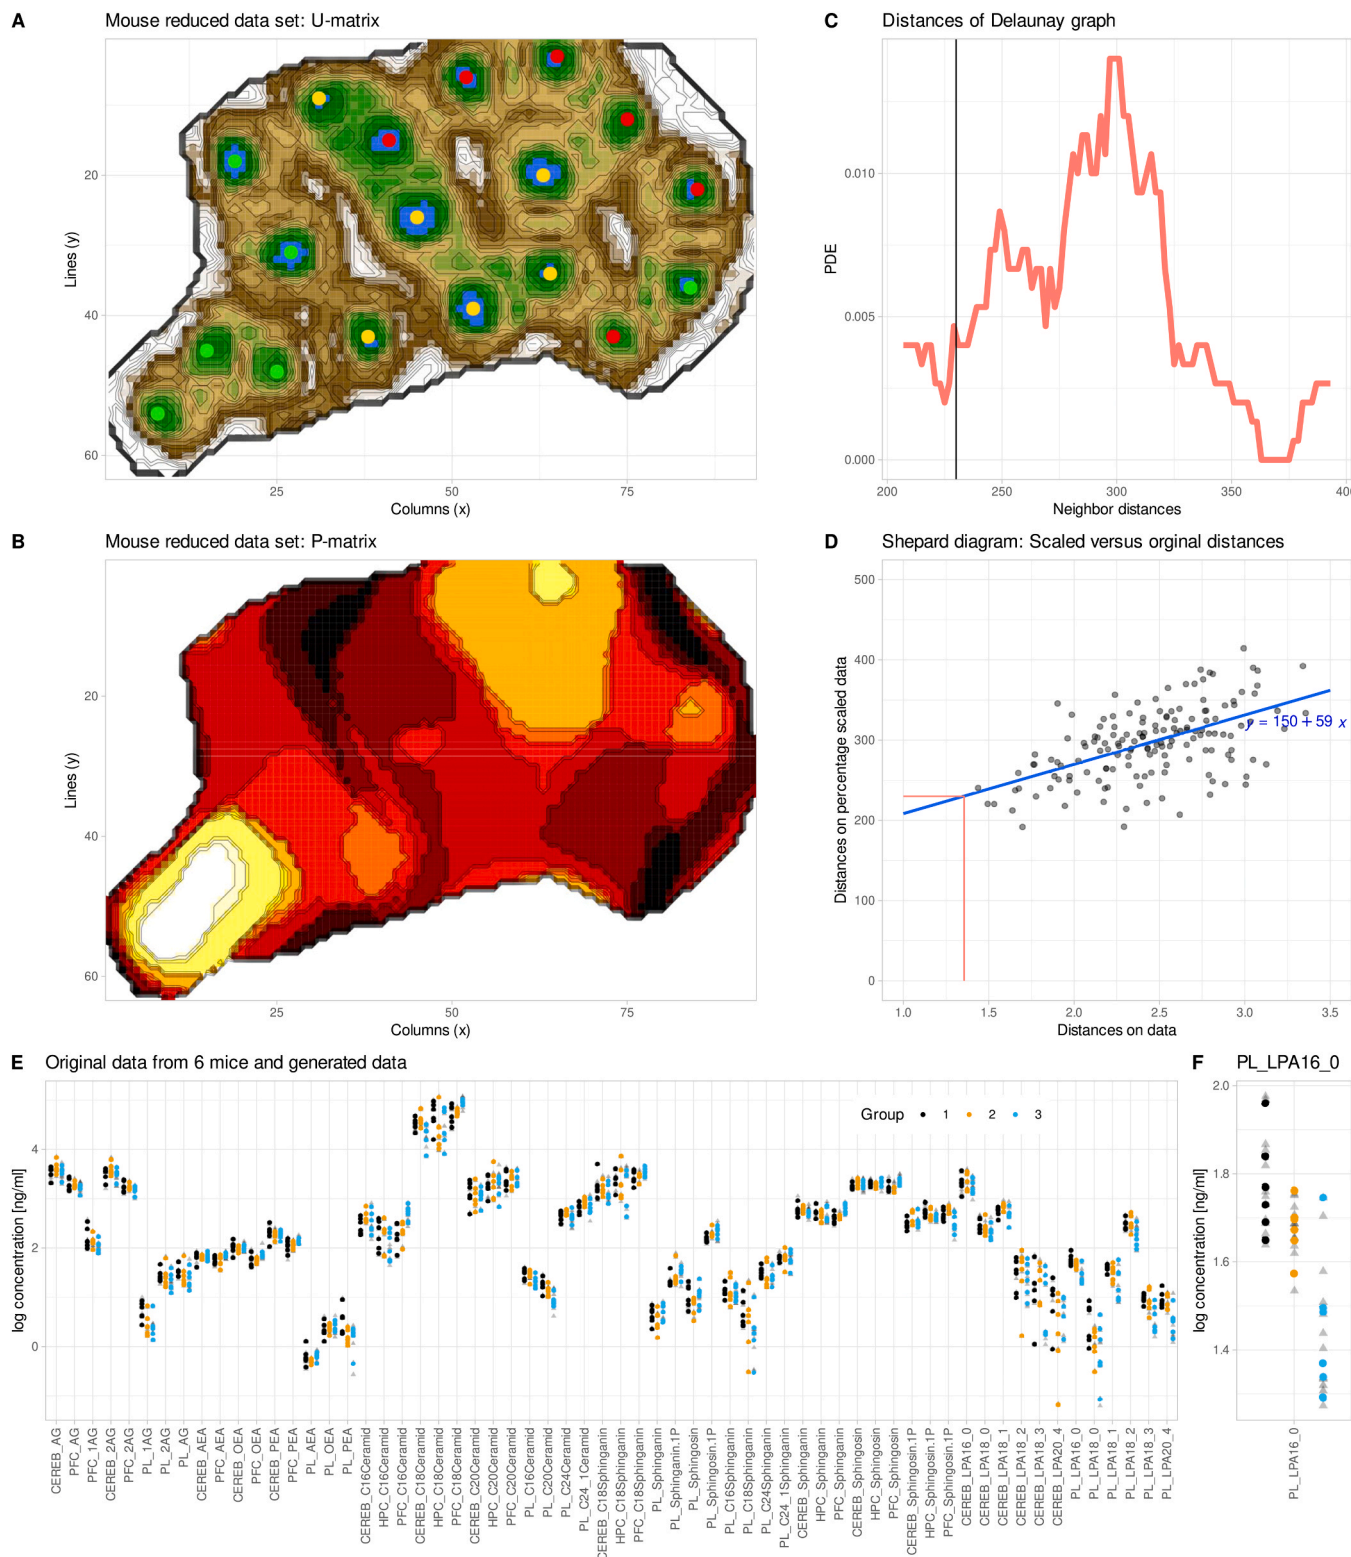 A Mouse reduced data set: U-matrix
20
40
60
Lines (y)
25 50 75
Columns (x)
C Distances of Delaunay graph
0.010
0.005
0.000
PDE
200 250 300 350 400
Neighbor distances
B Mouse reduced data set: P-matrix
20
40
60
Lines (y)
25 50 75
Columns (x)
D Shepard diagram: Scaled versus orginal distances
500
400
300
200
100
0
Distances on percentage scaled data
y = 150 + 59 x
1.0 1.5 2.0 2.5 3.0 3.5
Distances on data
E Original data from 6 mice and generated data
Group 1 2 3
4
2
0
log concentration [ng/ml]
CEREB_AG
PFC_AG
PFC_1AG
CEREB_2AG
PFC_2AG
PL_1AG
PL_2AG
PL_AG
CEREB_AEA
PFC_AEA
CEREB_OEA
PFC_OEA
CEREB_PEA
PFC_PEA
PL_AEA
PL_OEA
PL_PEA
CEREB_C16Ceramid
HPC_C16Ceramid
PFC_C16Ceramid
CEREB_C18Ceramid
HPC_C18Ceramid
PFC_C18Ceramid
CEREB_C20Ceramid
HPC_C20Ceramid
PFC_C20Ceramid
PL_C16Ceramid
PL_C20Ceramid
PL_C24Ceramid
PL_C24_1Ceramid
CEREB_C18Sphinganin
HPC_C18Sphinganin
PFC_C18Sphinganin
PL_Sphinganin
PL_Sphinganin.1P
PL_Sphingosin
PL_Sphingosin.1P
PL_C16Sphinganin
PL_C18Sphinganin
PL_C24Sphinganin
PL_C24_1Sphinganin
CEREB_Sphinganin
HPC_Sphinganin
PFC_Sphinganin
CEREB_Sphingosin
HPC_Sphingosin
PFC_Sphingosin
CEREB_Sphingosin.1P
HPC_Sphingosin.1P
PFC_Sphingosin.1P
CEREB_LPA16_0
CEREB_LPA18_0
CEREB_LPA18_1
CEREB_LPA18_2
CEREB_LPA18_3
CEREB_LPA20_4
PL_LPA16_0
PL_LPA18_0
PL_LPA18_1
PL_LPA18_2
PL_LPA18_3
PL_LPA20_4
F PL_LPA16_0
2.0
1.8
1.6
1.4
log concentration [ng/ml]
PL_LPA16_0